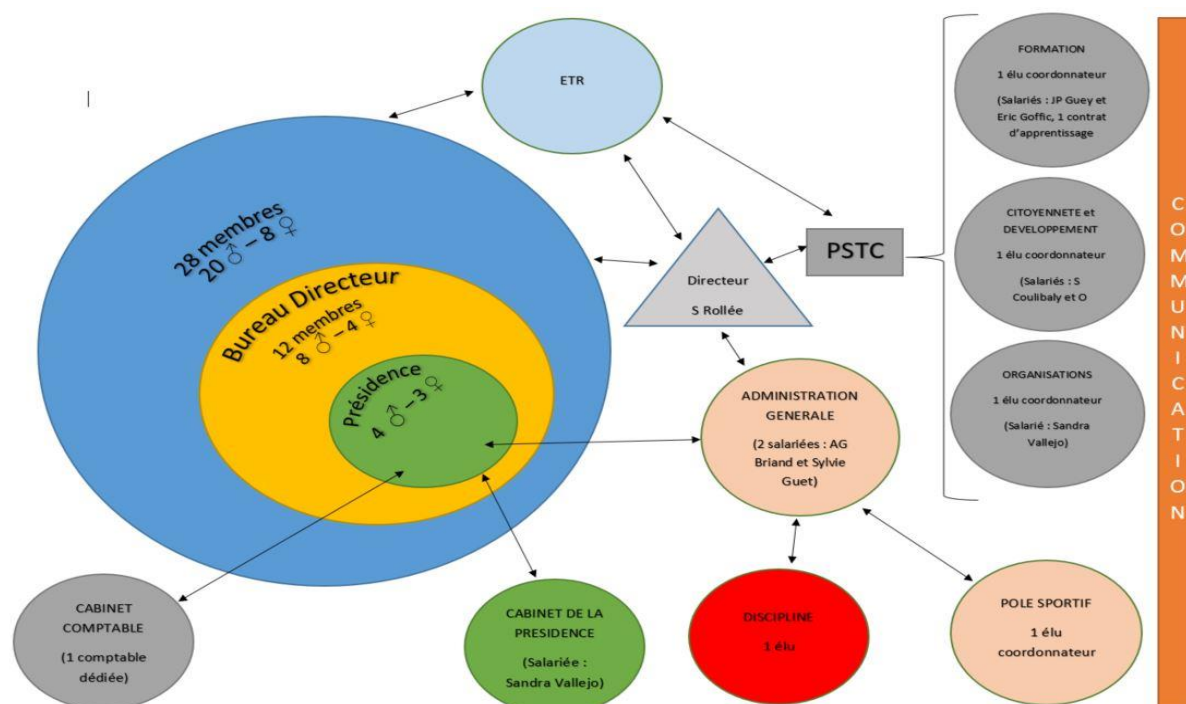 ETR
28 membres
20 ♂ – 8 ♀
Bureau Directeur
12 membres
8 ♂ – 4 ♀
Présidence
4 ♂ – 3 ♀
Directeur
S Rollée
PSTC
FORMATION
1 élu coordonnateur
(Salariés : JP Guey et
Eric Goffic, 1 contrat
d'apprentissage
CITOYENNETE et
DEVELOPPEMENT
1 élu coordonnateur
(Salariés : S
Coulibaly et O
ORGANISATIONS
1 élu coordonnateur
(Salarié : Sandra
Vallejo)
COMMUNICATION
ADMINISTRATION
GENERALE
(2 salariées : AG
Briand et Sylvie
Guet)
CABINET
COMPTABLE
(1 comptable
dédiée)
CABINET DE LA
PRESIDENCE
(Salariée :
Sandra Vallejo)
DISCIPLINE
1 élu
POLE SPORTIF
1 élu
coordonnateur